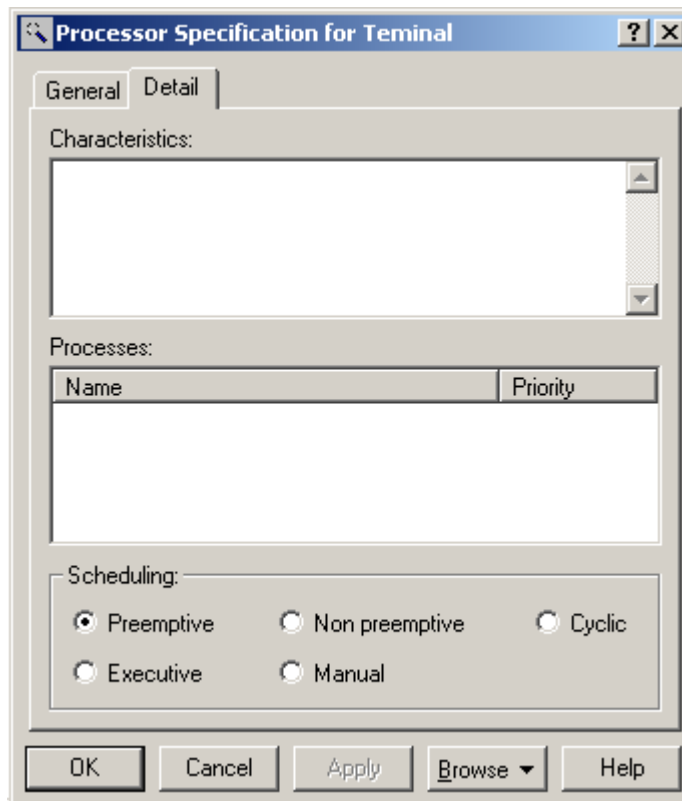 Processor Specification for Teminal
General Detail
Characteristics:
Processes:
Name Priority
Scheduling:
Preemptive Non preemptive Cyclic
Executive Manual
OK Cancel Apply Browse Help